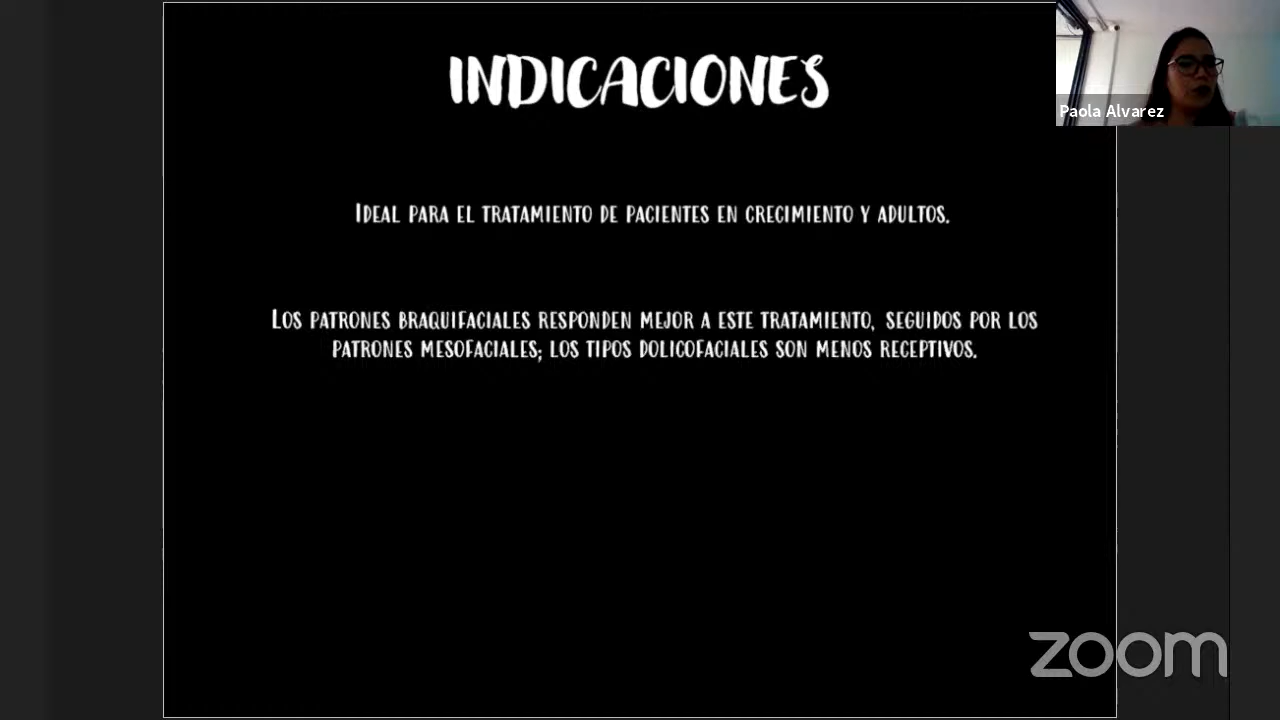 INDICACIONES
Paola Alvarez
IDEAL PARA EL TRATAMIENTO DE PACIENTES EN CRECIMIENTO Y ADULTOS.
LOS PATRONES BRAQUIFACIALES RESPONDEN MEJOR A ESTE TRATAMIENTO, SEGUIDOS POR LOS
PATRONES MESOFACIALES; LOS TIPOS DOLICOFACIALES SON MENOS RECEPTIVOS.
zoom